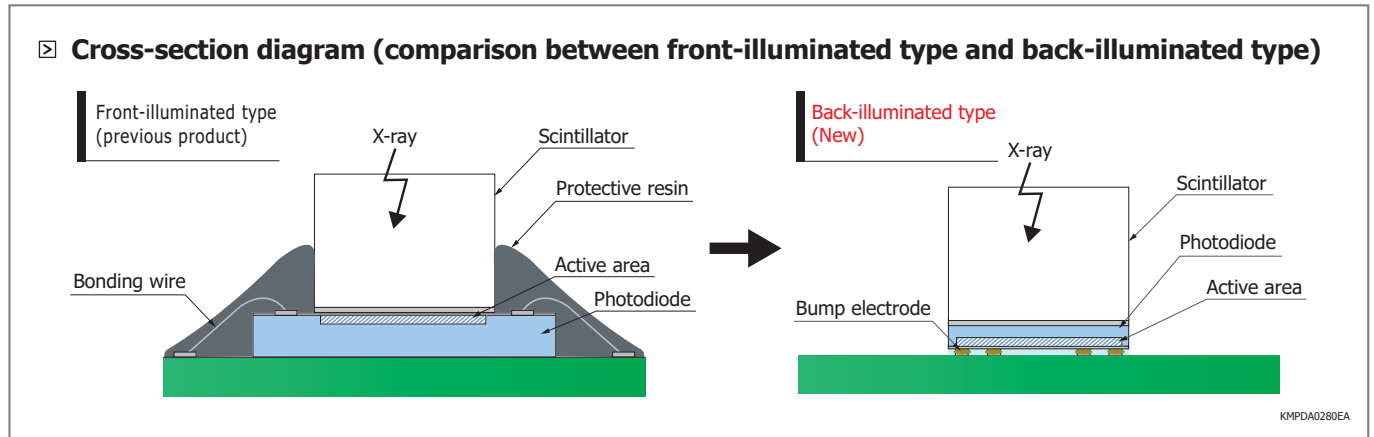 Cross-section diagram (comparison between front-illuminated type and back-illuminated type)
Front-illuminated type
(previous product)
X-ray
Scintillator
Protective resin
Bonding wire
Active area
Photodiode
Back-illuminated type
(New)
X-ray
Scintillator
Photodiode
Active area
Bump electrode
KMPDA0280EA